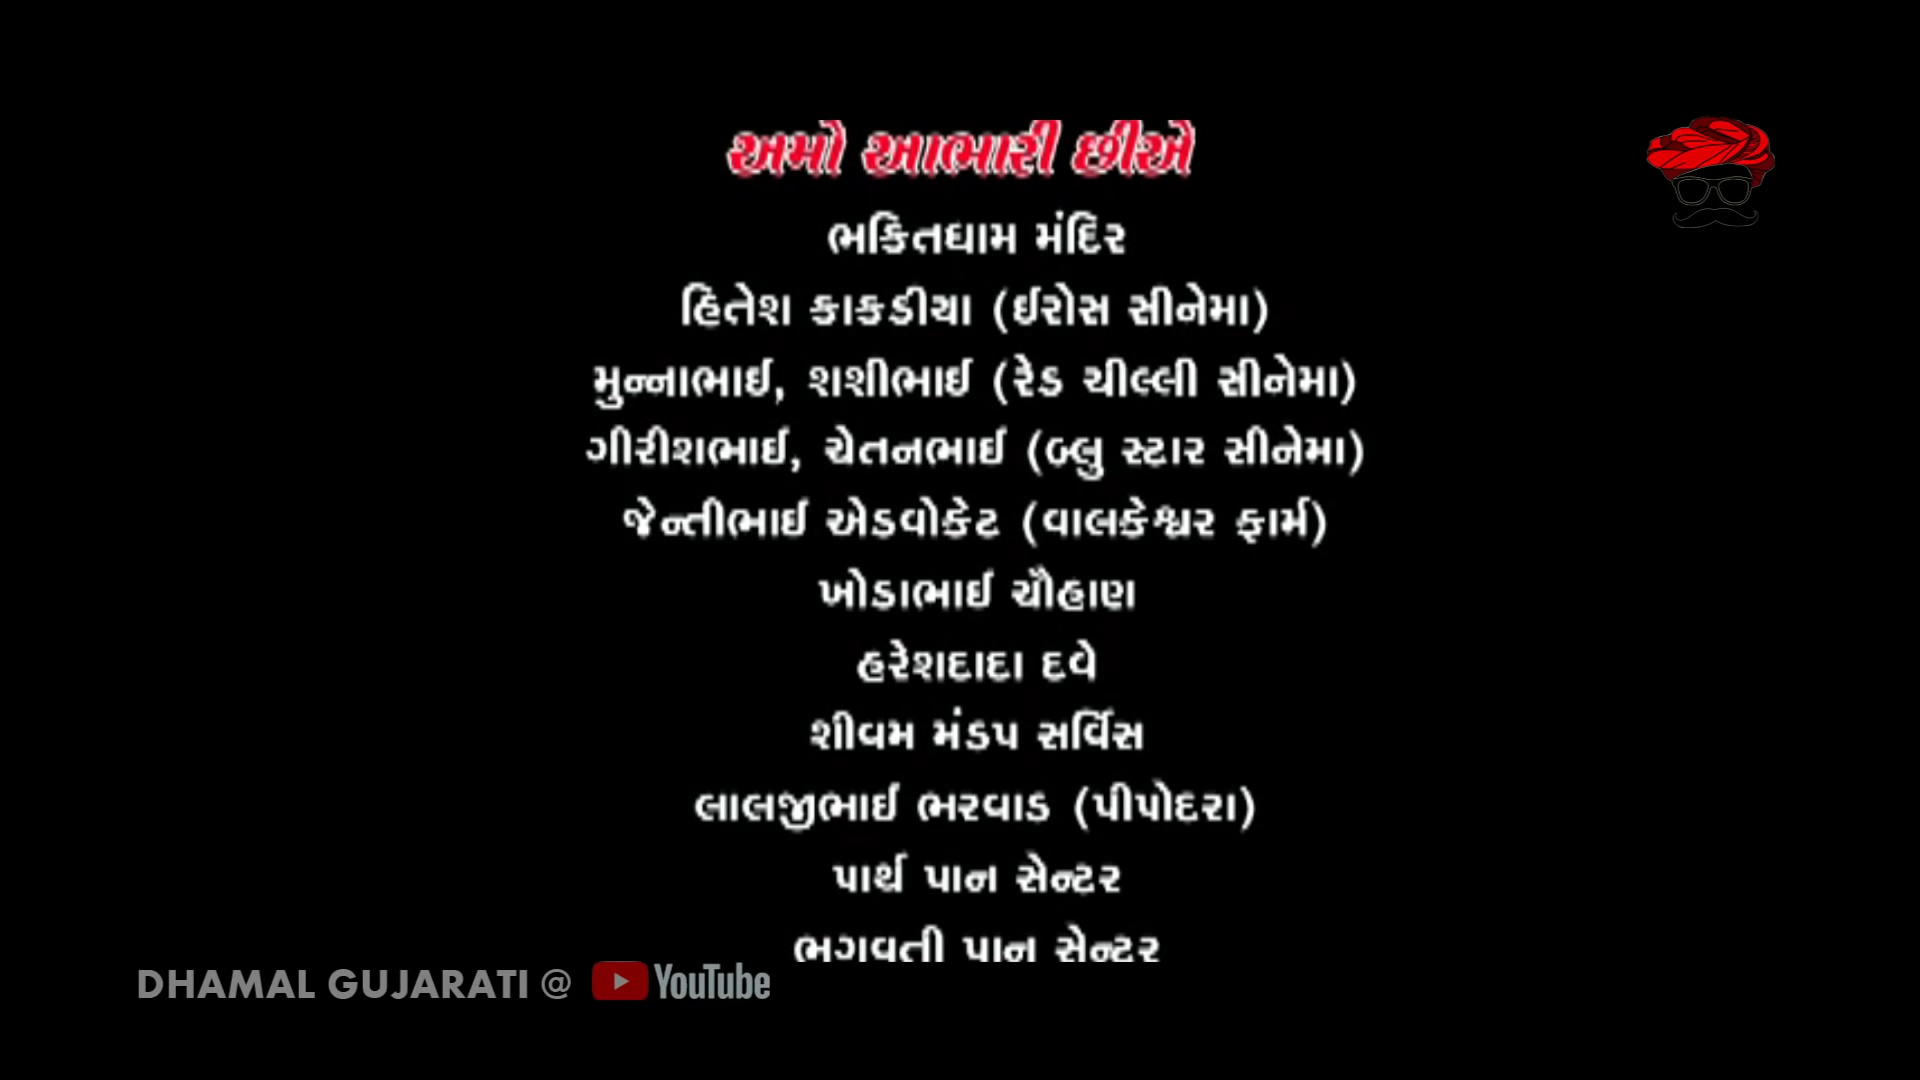 અમો આભારી છીએ
ભકિતધામ મંદિર
હિતેશ કાકડીયા (ઈરોસ સીનેમા)
મુન્નાભાઈ, શશીભાઈ (રેડ ચીલ્લી સીનેમા)
ગીરીશભાઈ, ચેતનભાઈ (બ્લુ સ્ટાર સીનેમા)
જેન્તીભાઈ એડવોકેટ (વાલકેશ્વર ફાર્મ)
ખોડાભાઈ ચૌહાણ
હરેશદાદા દવે
શીવમ મંડપ સર્વિસ
લાલજીભાઈ ભરવાડ (પીપોદરા)
પાર્થ પાન સેન્ટર
ભગવતી પાન સેન્ટર
DHAMAL GUJARATI @ YouTube